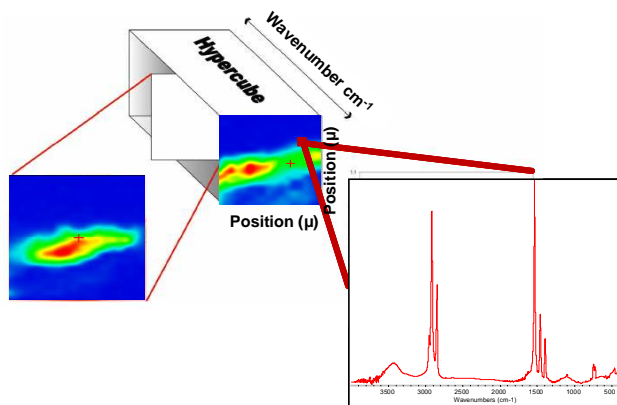 Wavenumber cm-1
Hypercube
Position (µ)
Position (µ)
3500 3000 2500 2000 1500 1000 500
Wavenumbers (cm-1)